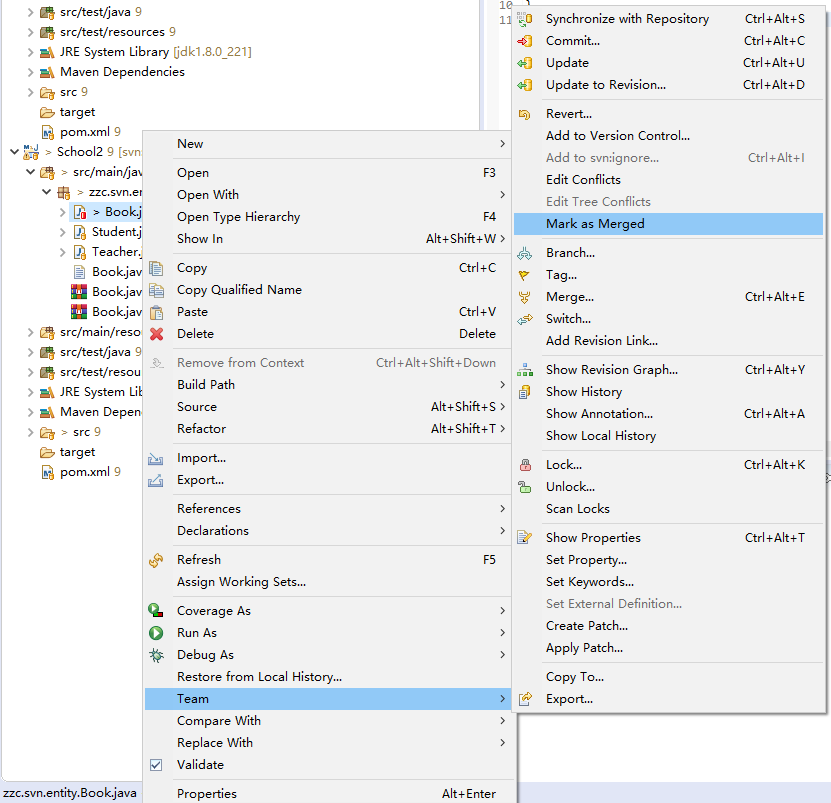 src/test/java 9
src/test/resources 9
JRE System Library [jdk1.8.0_221]
Maven Dependencies
src 9
target
pom.xml 9
> School2 9 [svn
> src/main/jav
> zzc.svn.en
> Book.j
Student.j
Teacher.j
Book.jav
Book.jav
Book.jav
src/main/reso
src/test/java 9
src/test/resou
JRE System Lib
Maven Depen
> src 9
target
pom.xml 9
zzc.svn.entity.Book.java
10 }
11
New
Open F3
Open With
Open Type Hierarchy F4
Show In Alt+Shift+W
Copy Ctrl+C
Copy Qualified Name
Paste Ctrl+V
Delete Delete
Remove from Context Ctrl+Alt+Shift+Down
Build Path
Source Alt+Shift+S
Refactor Alt+Shift+T
Import...
Export...
References
Declarations
Refresh F5
Assign Working Sets...
Coverage As
Run As
Debug As
Restore from Local History...
Team
Compare With
Replace With
Validate
Properties Alt+Enter
Synchronize with Repository Ctrl+Alt+S
Commit... Ctrl+Alt+C
Update Ctrl+Alt+U
Update to Revision... Ctrl+Alt+D
Revert...
Add to Version Control...
Add to svn:ignore... Ctrl+Alt+I
Edit Conflicts
Edit Tree Conflicts
Mark as Merged
Branch...
Tag...
Merge... Ctrl+Alt+E
Switch...
Add Revision Link...
Show Revision Graph... Ctrl+Alt+Y
Show History
Show Annotation... Ctrl+Alt+A
Show Local History
Lock... Ctrl+Alt+K
Unlock...
Scan Locks
Show Properties Ctrl+Alt+T
Set Property...
Set Keywords...
Set External Definition...
Create Patch...
Apply Patch...
Copy To...
Export...